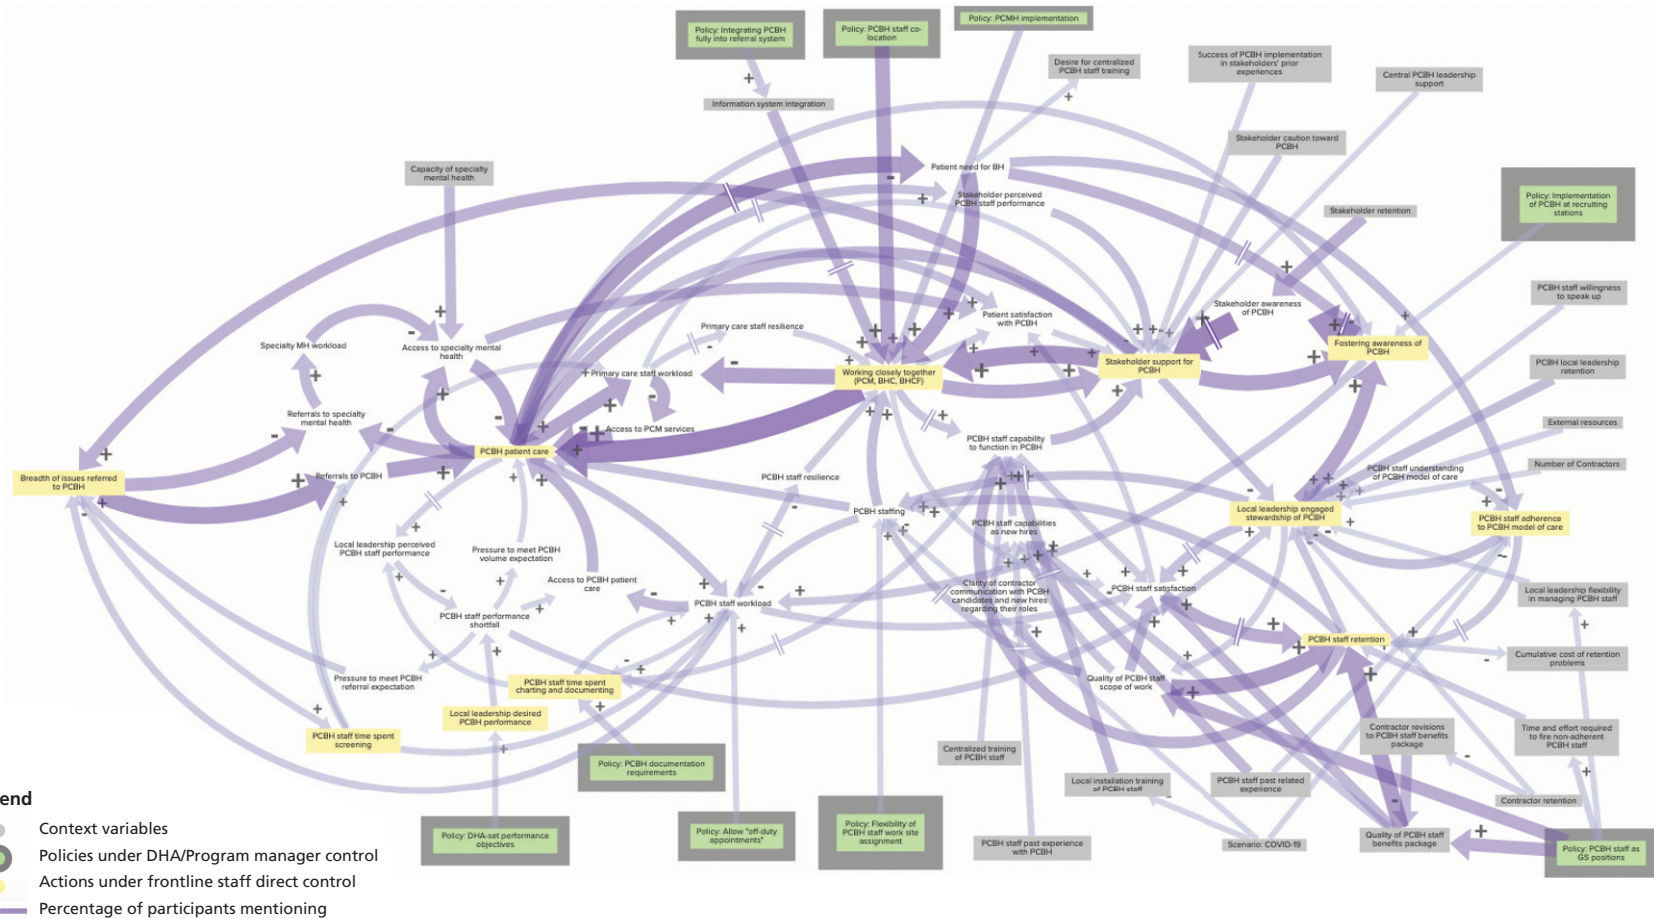 Policy: Integrating PCBH
fully into referral system
Policy: PCBH staff co-
location
Policy: PCMH implementation
Desire for centralized
PCBH staff training
Success of PCBH implementation
in stakeholders' prior
experiences
Central PCBH leadership
support
Information system integration
Stakeholder caution toward
PCBH
Capacity of specialty
mental health
Patient need for BH
Stakeholder perceived
PCBH staff performance
Stakeholder retention
Policy: Implementation
of PCBH at recruiting
stations
PCBH staff willingness
to speak up
Stakeholder awareness
of PCBH
Patient satisfaction
with PCBH
Primary care staff resilience
Specialty MH workload
Access to specialty mental
health
Fostering awareness of
PCBH
Stakeholder support for
PCBH
PCBH local leadership
retention
Primary care staff workload
Working closely together
(PCM, BHC, BHCF)
Referrals to specialty
mental health
Access to PCM services
External resources
PCBH staff capability
to function in PCBH
PCBH patient care
Number of Contractors
Breadth of issues referred
to PCBH
Referrals to PCBH
PCBH staff resilience
PCBH staff understanding
of PCBH model of care
PCBH staffing
Local leadership engaged
stewardship of PCBH
PCBH staff adherence
to PCBH model of care
PCBH staff capabilities
as new hires
Local leadership perceived
PCBH staff performance
Pressure to meet PCBH
volume expectation
Access to PCBH patient
care
Clarity of contractor
communication with PCBH
candidates and new hires
regarding their roles
PCBH staff satisfaction
Local leadership flexibility
in managing PCBH staff
PCBH staff workload
PCBH staff performance
shortfall
PCBH staff retention
Cumulative cost of retention
problems
Pressure to meet PCBH
referral expectation
PCBH staff time spent
charting and documenting
Quality of PCBH staff
scope of work
Local leadership desired
PCBH performance
PCBH staff time spent
screening
Contractor revisions
to PCBH staff benefits
package
Time and effort required
to fire non-adherent
PCBH staff
Centralized training
of PCBH staff
Policy: PCBH documentation
requirements
Local installation training
of PCBH staff
PCBH staff past related
experience
Contractor retention
end
Context variables
Policies under DHA/Program manager control
Actions under frontline staff direct control
Percentage of participants mentioning
Policy: DHA-set performance
objectives
Policy: Allow "off-duty
appointments"
Policy: Flexibility of
PCBH staff work site
assignment
PCBH staff past experience
with PCBH
Scenario: COVID-19
Quality of PCBH staff
benefits package
Policy: PCBH staff as
GS positions